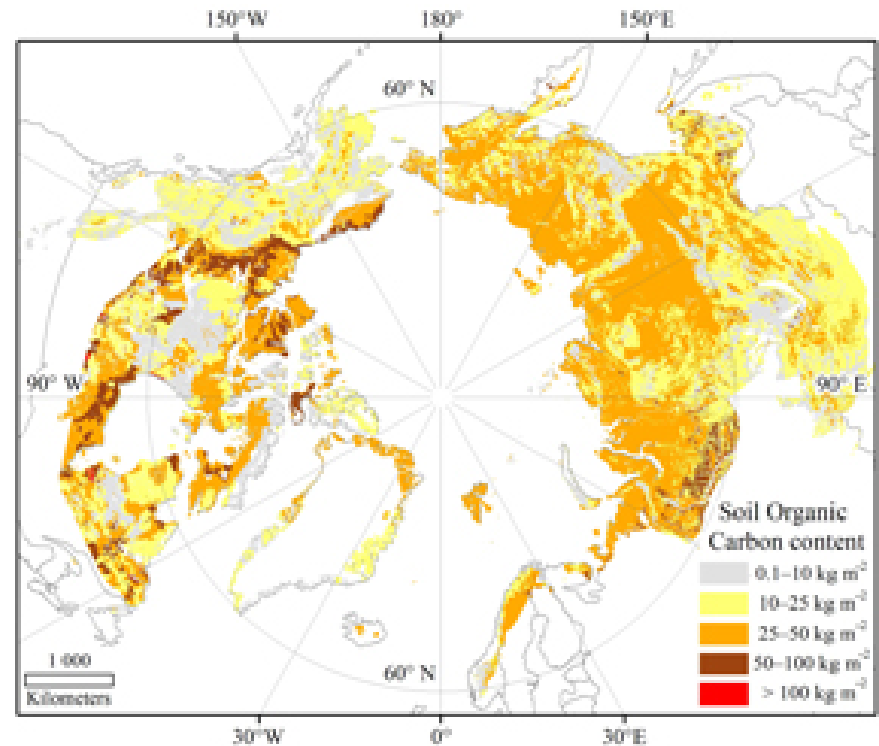 150°W 180° 150°E
60° N
90° W 90° E
Soil Organic
Carbon content
0.1–10 kg m⁻²
10–25 kg m⁻²
25–50 kg m⁻²
50–100 kg m⁻²
> 100 kg m⁻²
1 000
Kilometers
60° N
30°W 0° 30°E